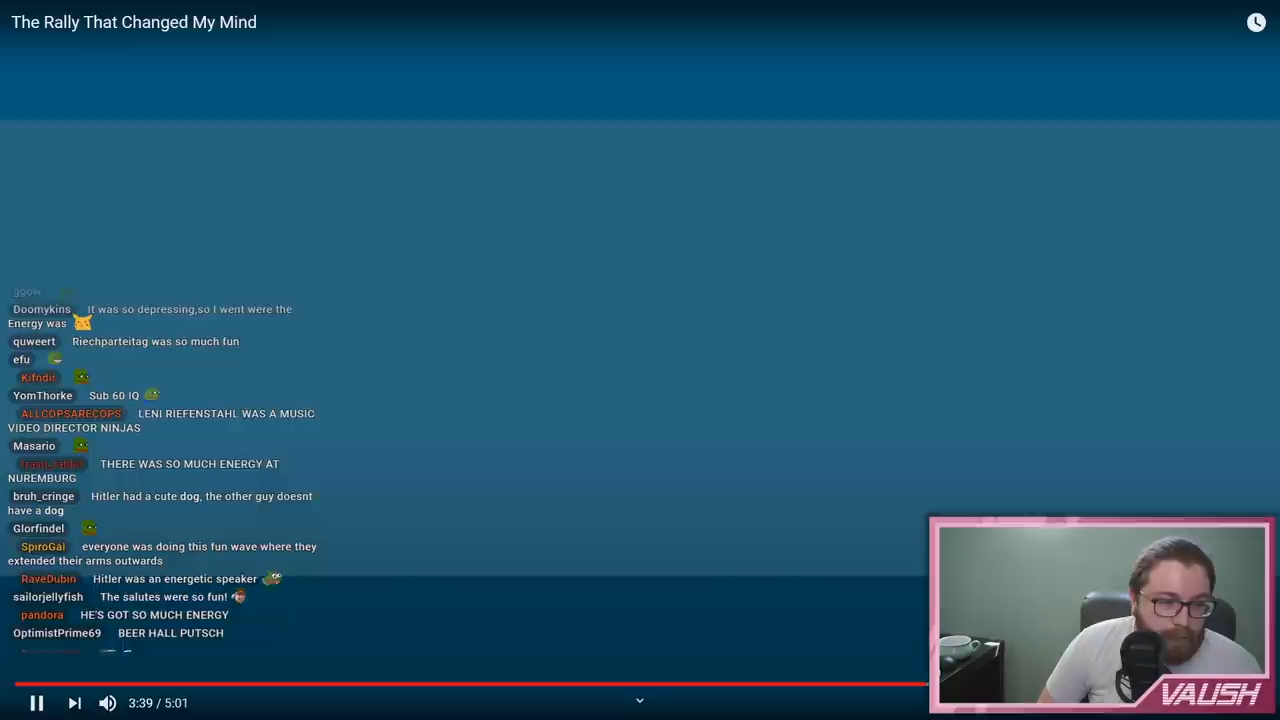 The Rally That Changed My Mind
ggow
Doomykins It was so depressing,so I went were the
Energy was
quweert Riechparteitag was so much fun
efu
Kifndir
YomThorke Sub 60 IQ
ALLCOPSARECOPS LENI RIEFENSTAHL WAS A MUSIC
VIDEO DIRECTOR NINJAS
Masario
THERE WAS SO MUCH ENERGY AT
NUREMBURG
bruh_cringe Hitler had a cute dog, the other guy doesnt
have a dog
Glorfindel
SpiroGal everyone was doing this fun wave where they
extended their arms outwards
RaveDubin Hitler was an energetic speaker
sailorjellyfish The salutes were so fun!
pandora HE'S GOT SO MUCH ENERGY
OptimistPrime69 BEER HALL PUTSCH
3:39 / 5:01
VAUSH